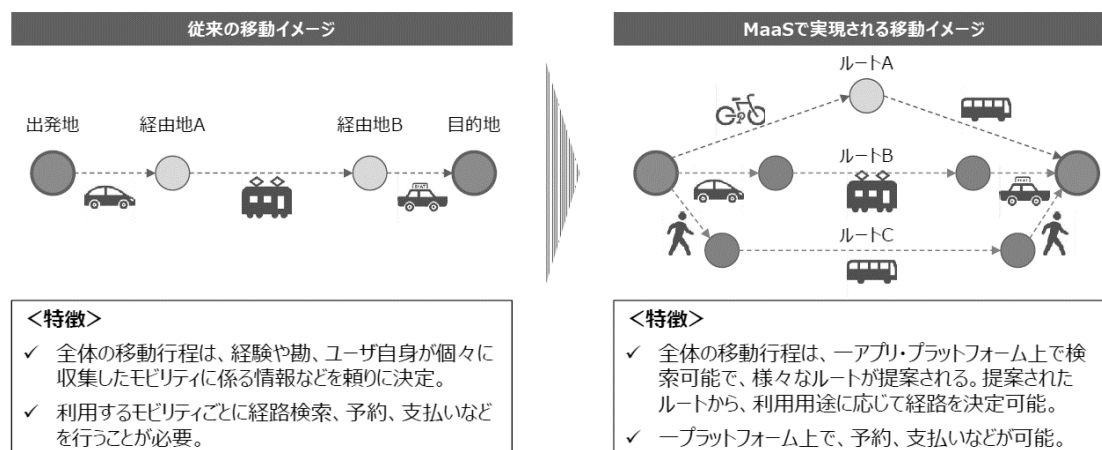 従来の移動イメージ
出発地
経由地A
経由地B
目的地
<特徴>
✓ 全体の移動行程は、経験や勘、ユーザ自身が個々に
収集したモビリティに係る情報などを頼りに決定。
✓ 利用するモビリティごとに経路検索、予約、支払いなど
を行うことが必要。
MaaSで実現される移動イメージ
ルートA
ルートB
ルートC
<特徴>
✓ 全体の移動行程は、一アプリ・プラットフォーム上で検
索可能で、様々なルートが提案される。提案された
ルートから、利用用途に応じて経路を決定可能。
✓ 一プラットフォーム上で、予約、支払いなどが可能。